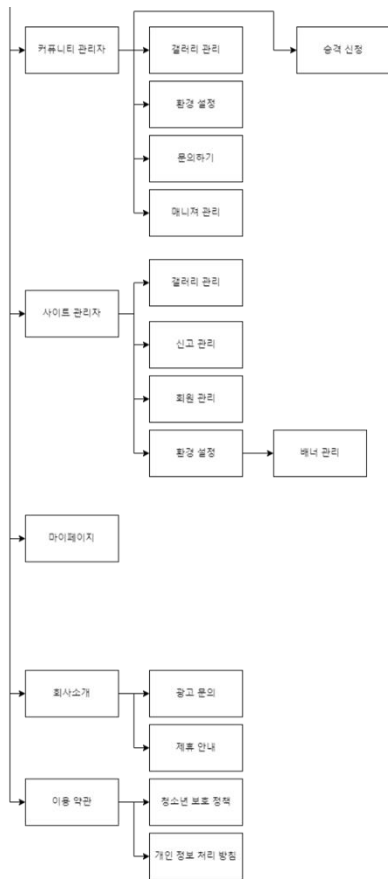 커뮤니티 관리자
갤러리 관리
승격 신청
환경 설정
문의하기
매니져 관리
사이트 관리자
갤러리 관리
신고 관리
회원 관리
환경 설정
배너 관리
마이페이지
회사소개
광고 문의
제휴 안내
이용 약관
청소년 보호 정책
개인 정보 처리 방침